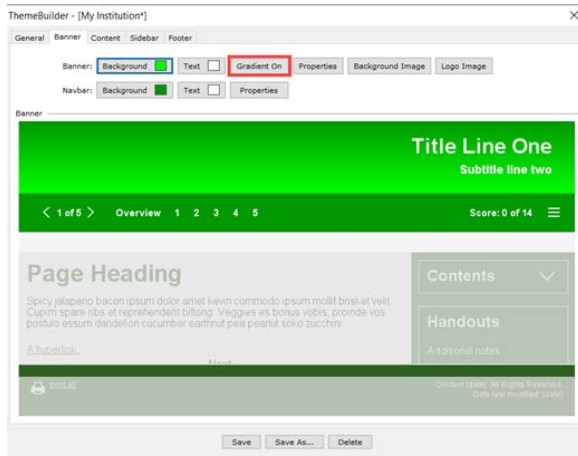 ThemeBuilder - [My Institution*]
General Banner Content Sidebar Footer
Banner: Background Text Gradient On Properties Background Image Logo Image
Navbar: Background Text Properties
Banner
Title Line One
Subtitle line two
1 of 5 Overview 1 2 3 4 5 Score: 0 of 14
Page Heading
Contents
Spicy jalapeno bacon ipsum dolor amet kevin commodo ipsum mollit brisket velit.
Cupim spare ribs et reprehenderit biltong. Veggies es bonus vobis, proinde vos
postulo essum dandelion cucumber earthnut pea peanut soko zucchini.
Handouts
A hyperlink.
Next
Additional notes
print all
Content (date). All Rights Reserved.
Date last modified: (date)
Save Save As... Delete